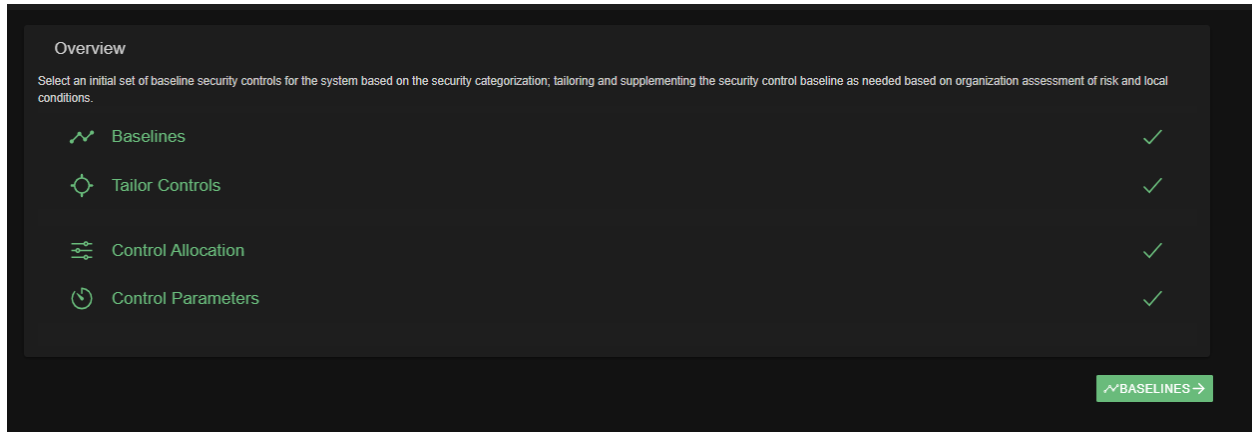 Overview
Select an initial set of baseline security controls for the system based on the security categorization; tailoring and supplementing the security control baseline as needed based on organization assessment of risk and local
conditions.
Baselines
Tailor Controls
Control Allocation
Control Parameters
BASELINES